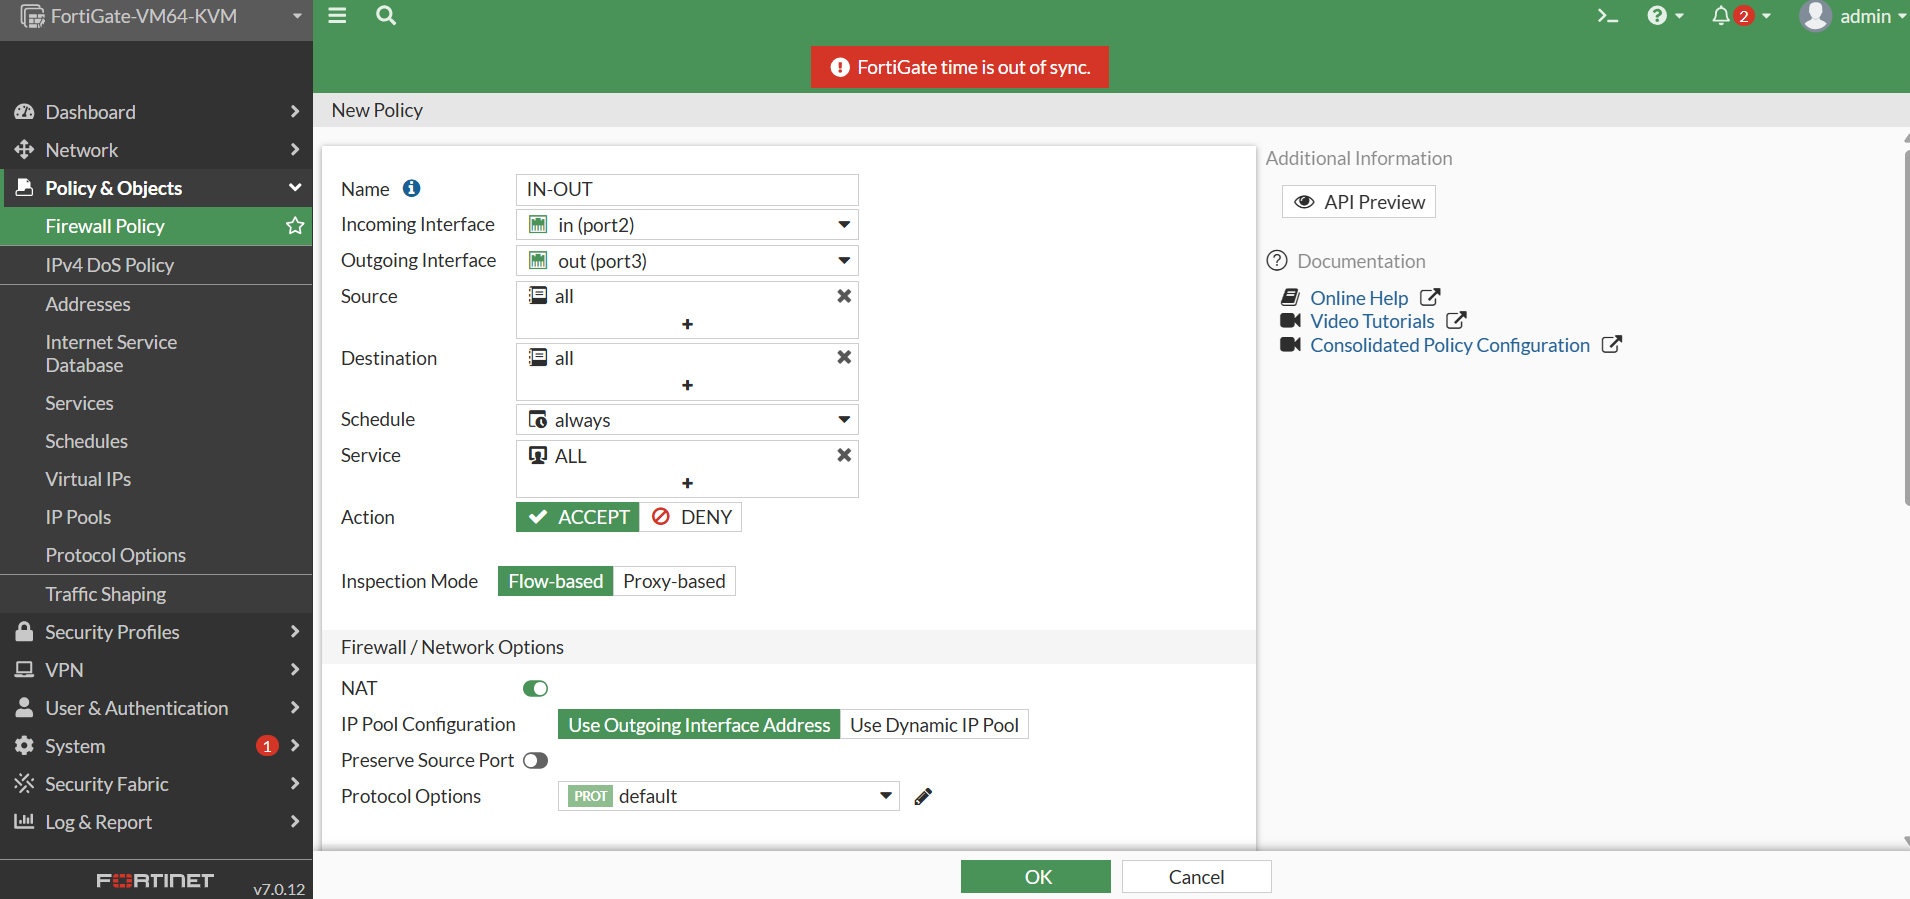 FortiGate-VM64-KVM
2
admin
FortiGate time is out of sync.
Dashboard
Network
Policy & Objects
Firewall Policy
IPv4 DoS Policy
Addresses
Internet Service
Database
Services
Schedules
Virtual IPs
IP Pools
Protocol Options
Traffic Shaping
Security Profiles
VPN
User & Authentication
System 1
Security Fabric
Log & Report
FORTINET v7.0.12
New Policy
Name IN-OUT
Incoming Interface in (port2)
Outgoing Interface out (port3)
Source all
+
Destination all
+
Schedule always
Service ALL
+
Action ACCEPT DENY
Inspection Mode Flow-based Proxy-based
Firewall / Network Options
NAT
IP Pool Configuration Use Outgoing Interface Address Use Dynamic IP Pool
Preserve Source Port
Protocol Options PROT default
OK Cancel
Additional Information
API Preview
Documentation
Online Help
Video Tutorials
Consolidated Policy Configuration